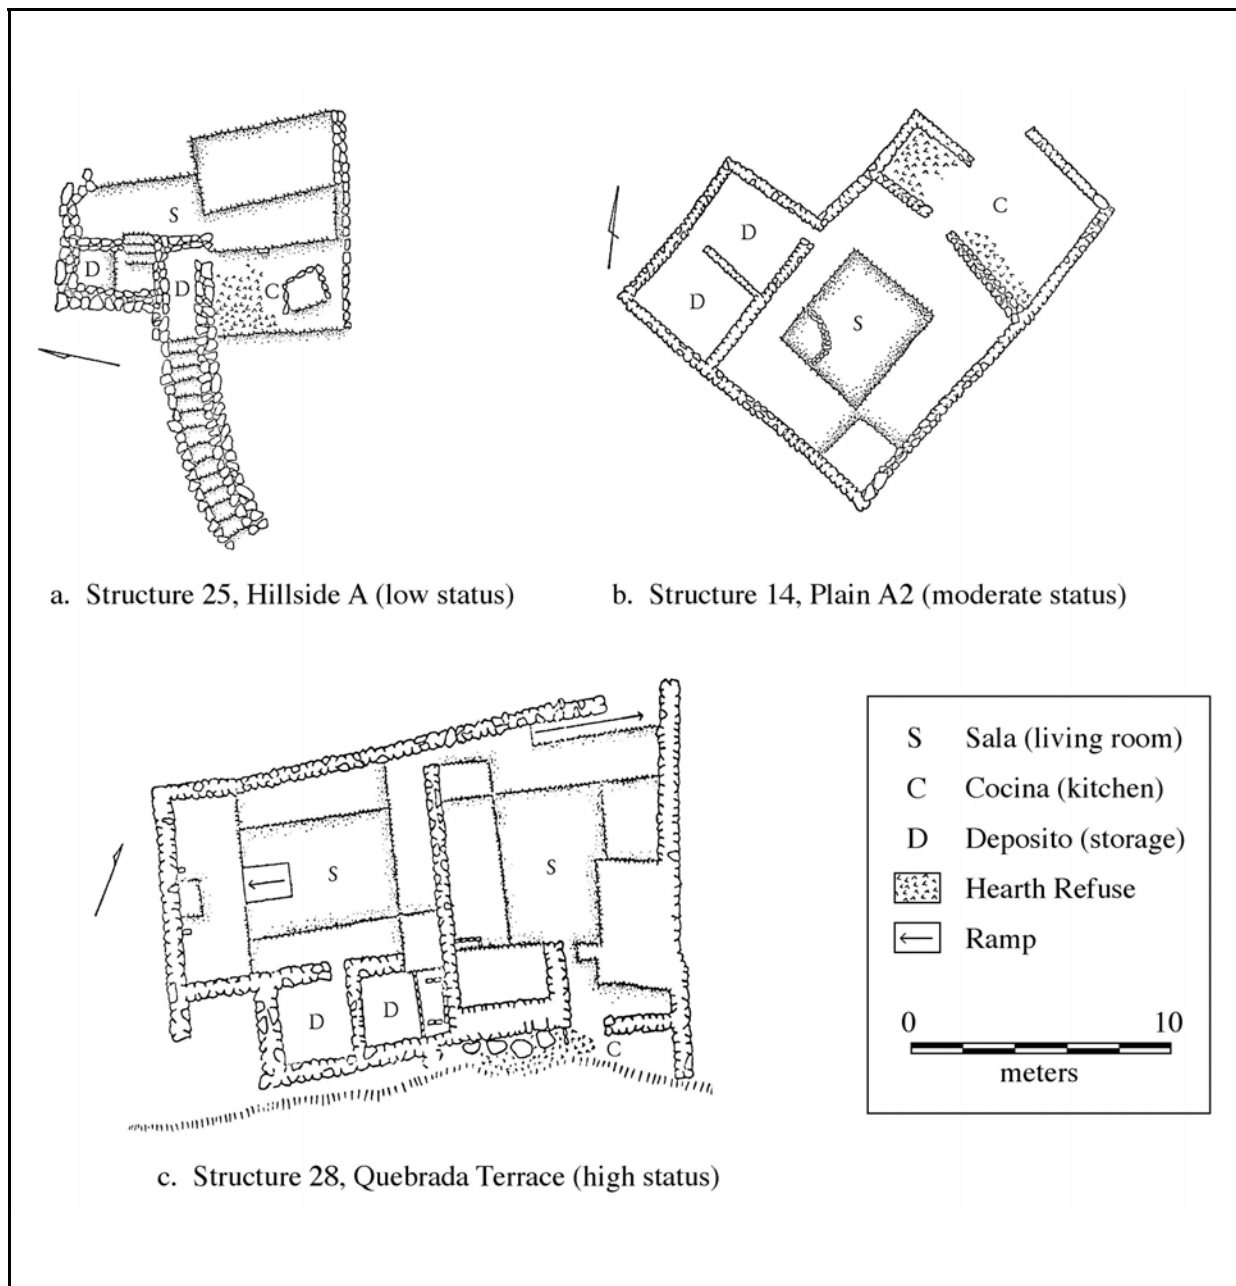 S
D
D
C
C
D
D
S
a. Structure 25, Hillside A (low status)
b. Structure 14, Plain A2 (moderate status)
S
S
D
D
C
c. Structure 28, Quebrada Terrace (high status)
S Sala (living room)
C Cocina (kitchen)
D Deposito (storage)
Hearth Refuse
Ramp
0 10
meters